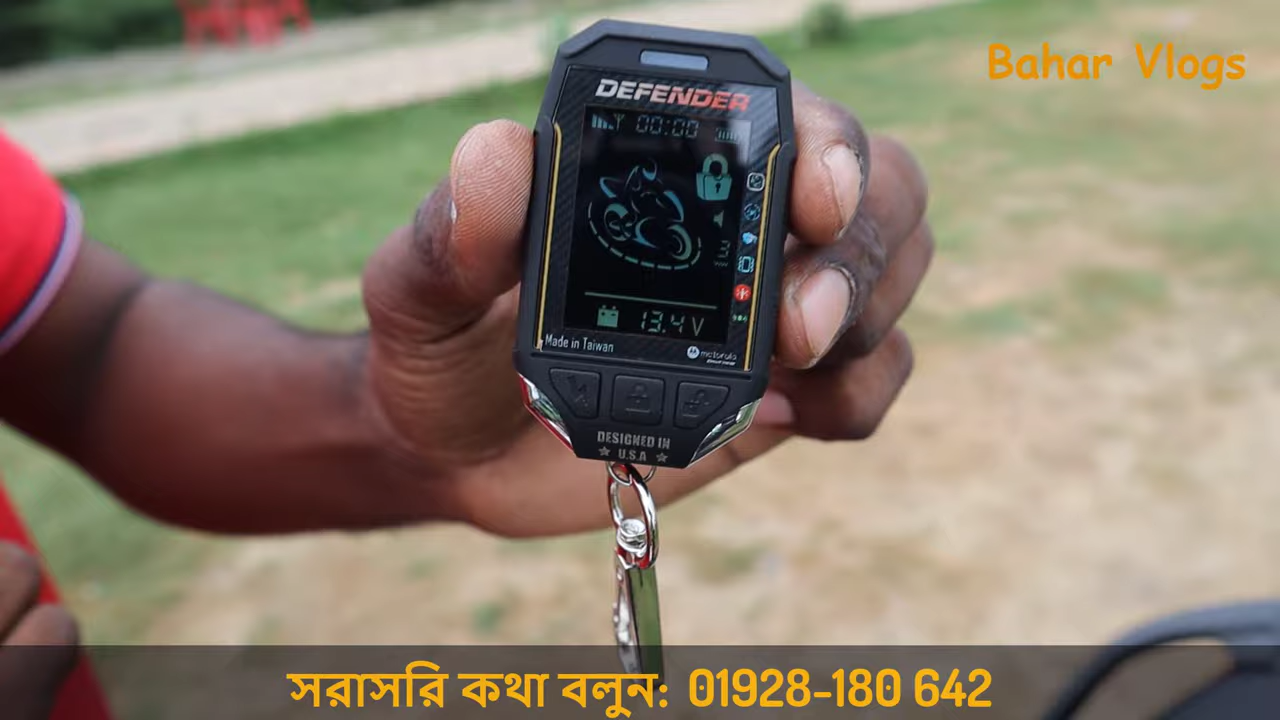 Bahar Vlogs
DEFENDER
00:00
13.4 V
Made in Taiwan
motorola
DESIGNED IN
U.S.A
সরাসরি কথা বলুন: 01928-180 642